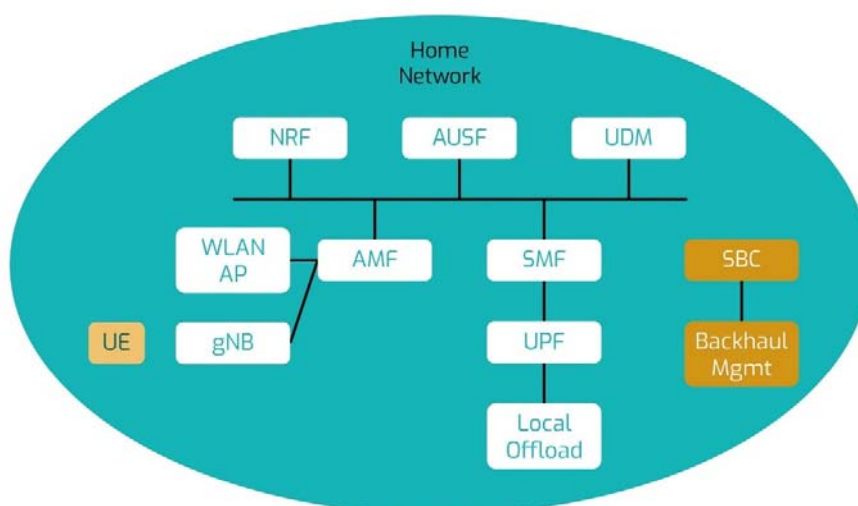 Home
Network
NRF
AUSF
UDM
WLAN
AP
AMF
SMF
SBC
UE
gNB
UPF
Backhaul
Mgmt
Local
Offload